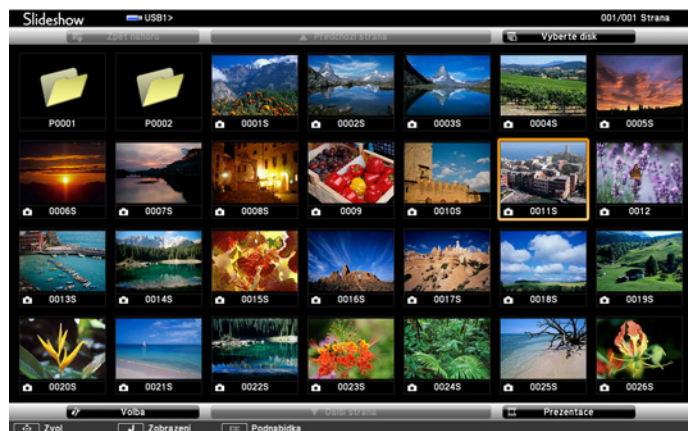 Slideshow USB1> 001/001 Strana
Zpět nahoru ▲ Předchozí strana Vyberte disk
P0001 P0002 0001S 0002S 0003S 0004S 0005S
0006S 0007S 0008S 0009 0010S 0011S 0012
0013S 0014S 0015S 0016S 0017S 0018S 0019S
0020S 0021S 0022S 0023S 0024S 0025S 0026S
Volba ▼ Další strana Prezentace
Zvol Zobrazení ESC Podnabídka